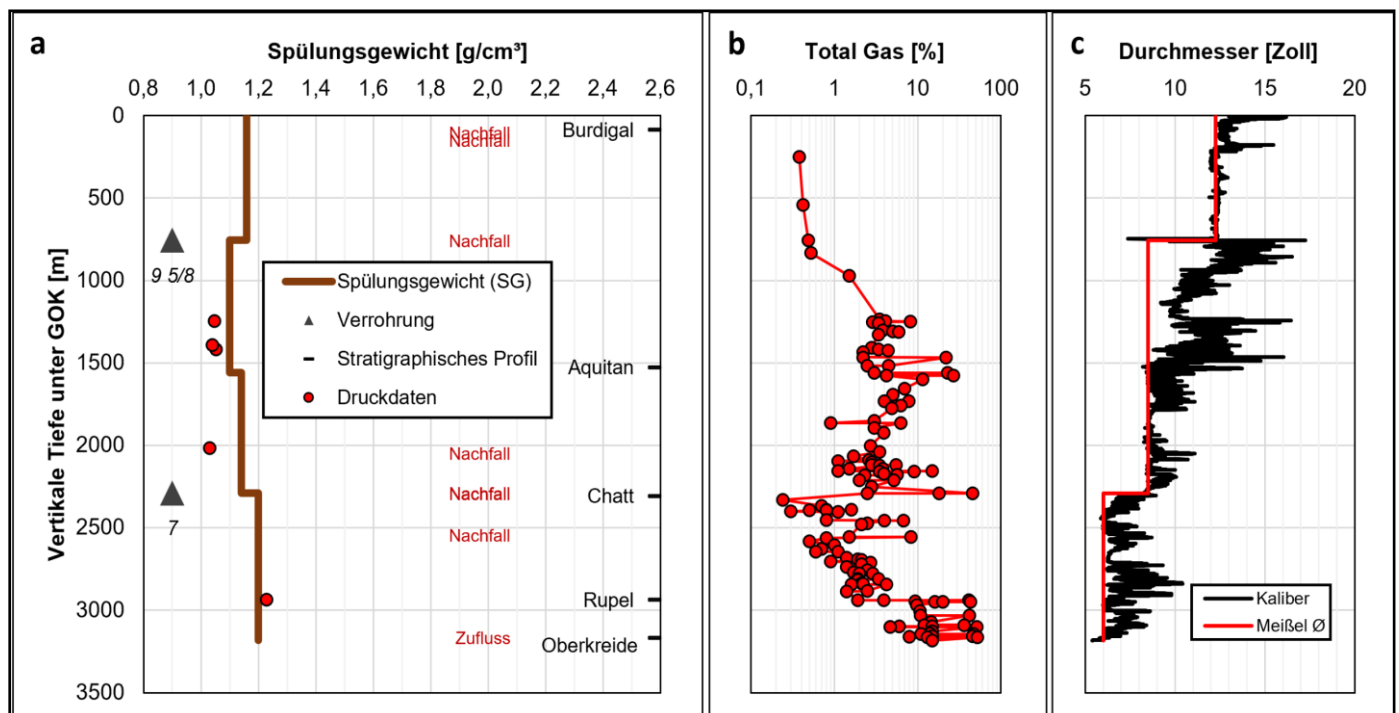 a
Spülungsgewicht [g/cm³]
0,8 1,0 1,2 1,4 1,6 1,8 2,0 2,2 2,4 2,6
Vertikale Tiefe unter GOK [m]
0
500
1000
1500
2000
2500
3000
3500
Nachfall
Nachfall
Nachfall
Nachfall
Nachfall
Nachfall
Zufluss
Burdigal
Aquitan
Chatt
Rupel
Oberkreide
9 5/8
7
Spülungsgewicht (SG)
Verrohrung
Stratigraphisches Profil
Druckdaten
b
Total Gas [%]
0,1 1 10 100
c
Durchmesser [Zoll]
5 10 15 20
Kaliber
Meißel Ø